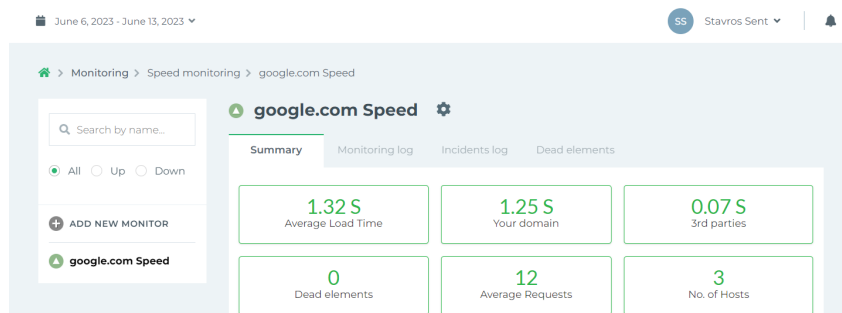 June 6, 2023 - June 13, 2023
SS
Stavros Sent
Monitoring > Speed monitoring > google.com Speed
Search by name...
All Up Down
ADD NEW MONITOR
google.com Speed
google.com Speed
Summary Monitoring log Incidents log Dead elements
1.32 S 1.25 S 0.07 S
Average Load Time Your domain 3rd parties
0 12 3
Dead elements Average Requests No. of Hosts